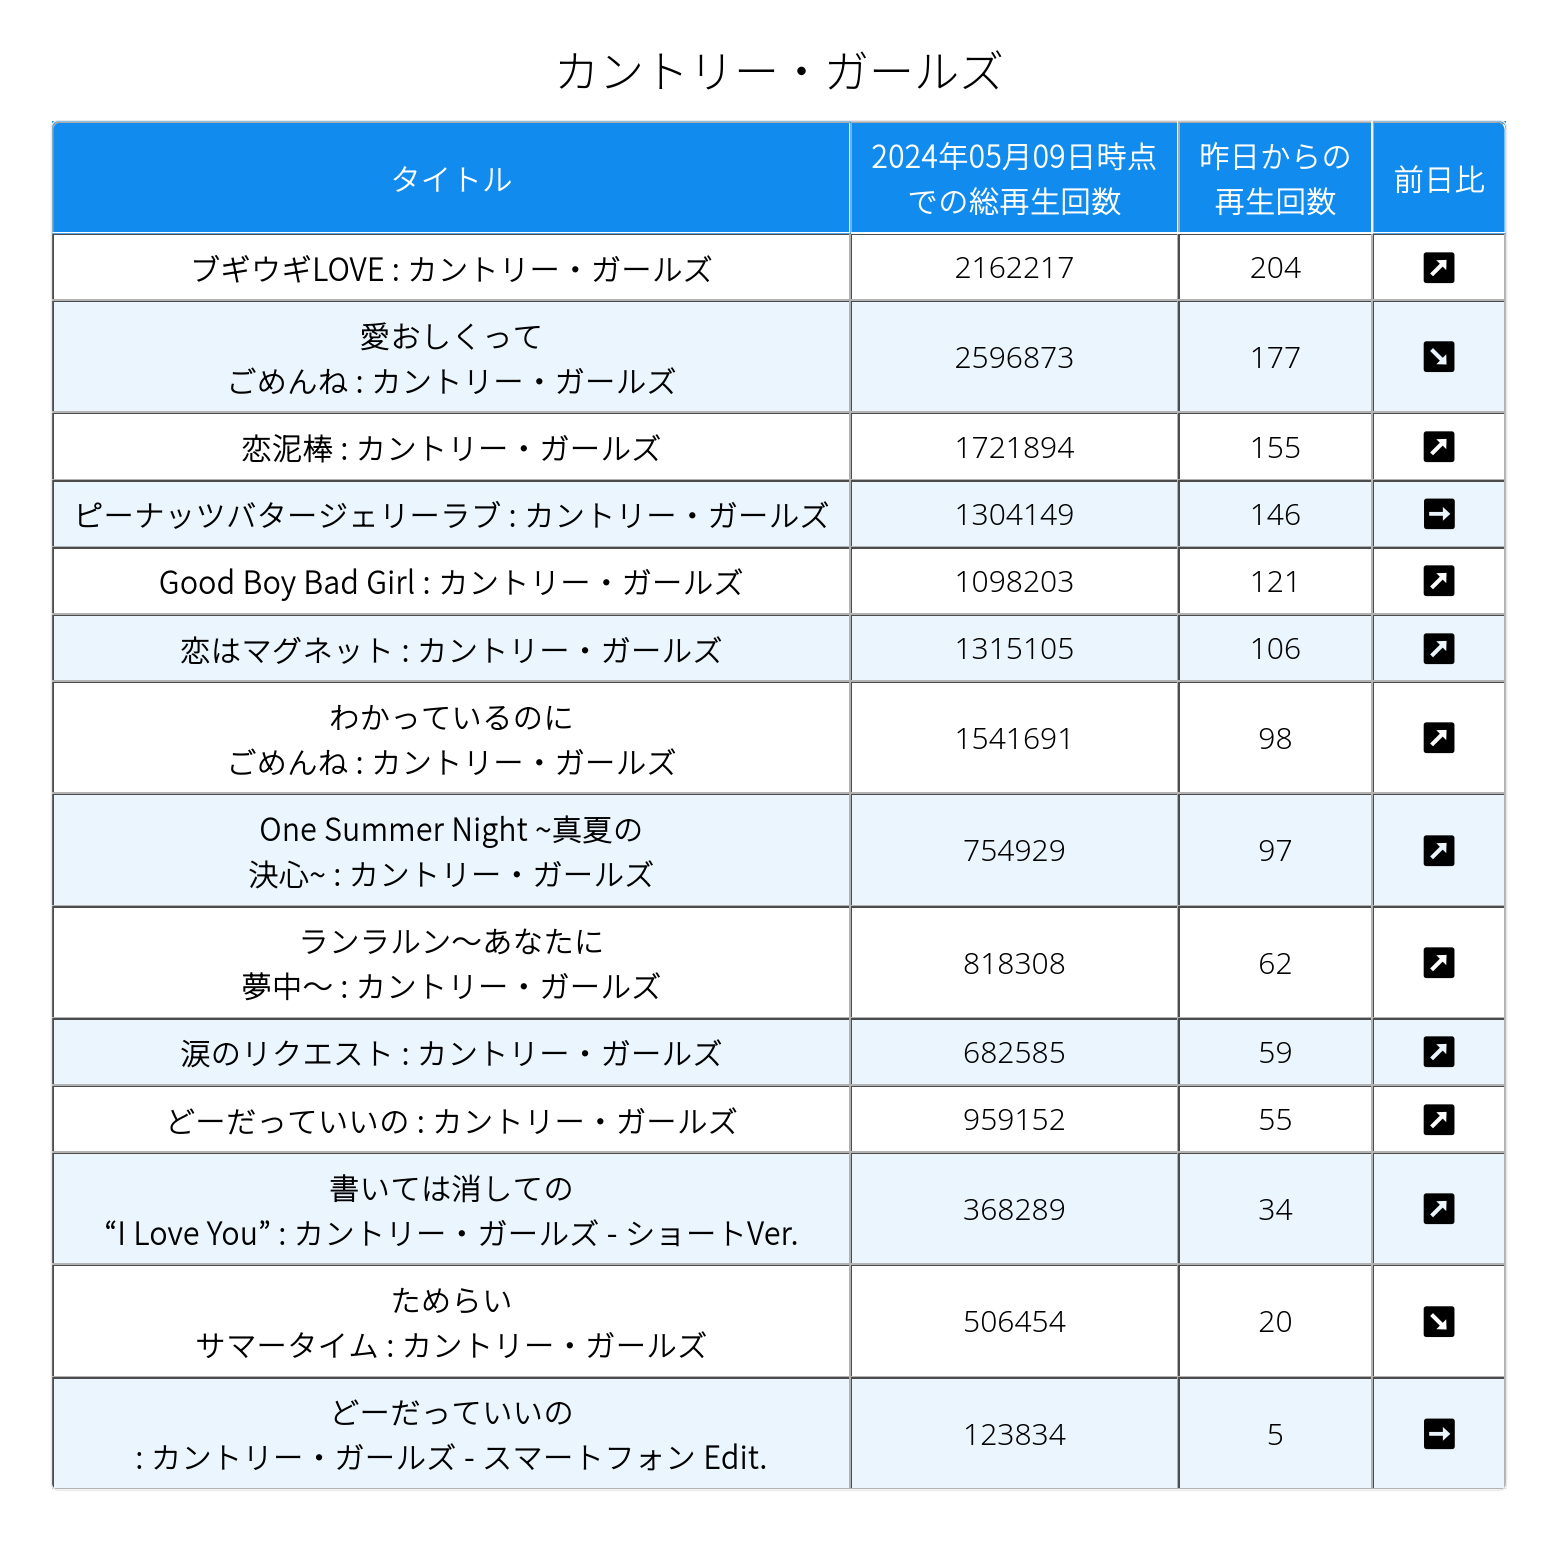 カントリー・ガールズ
タイトル
2024年05月09日時点
での総再生回数
昨日からの
再生回数
前日比
ブギウギLOVE : カントリー・ガールズ
2162217
204
愛おしくって
ごめんね : カントリー・ガールズ
2596873
177
恋泥棒 : カントリー・ガールズ
1721894
155
ピーナッツバタージェリーラブ : カントリー・ガールズ
1304149
146
Good Boy Bad Girl : カントリー・ガールズ
1098203
121
恋はマグネット : カントリー・ガールズ
1315105
106
わかっているのに
ごめんね : カントリー・ガールズ
1541691
98
One Summer Night ~真夏の
決心~ : カントリー・ガールズ
754929
97
ランラルン〜あなたに
夢中〜 : カントリー・ガールズ
818308
62
涙のリクエスト : カントリー・ガールズ
682585
59
どーだっていいの : カントリー・ガールズ
959152
55
書いては消しての
“I Love You” : カントリー・ガールズ - ショートVer.
368289
34
ためらい
サマータイム : カントリー・ガールズ
506454
20
どーだっていいの
: カントリー・ガールズ - スマートフォン Edit.
123834
5